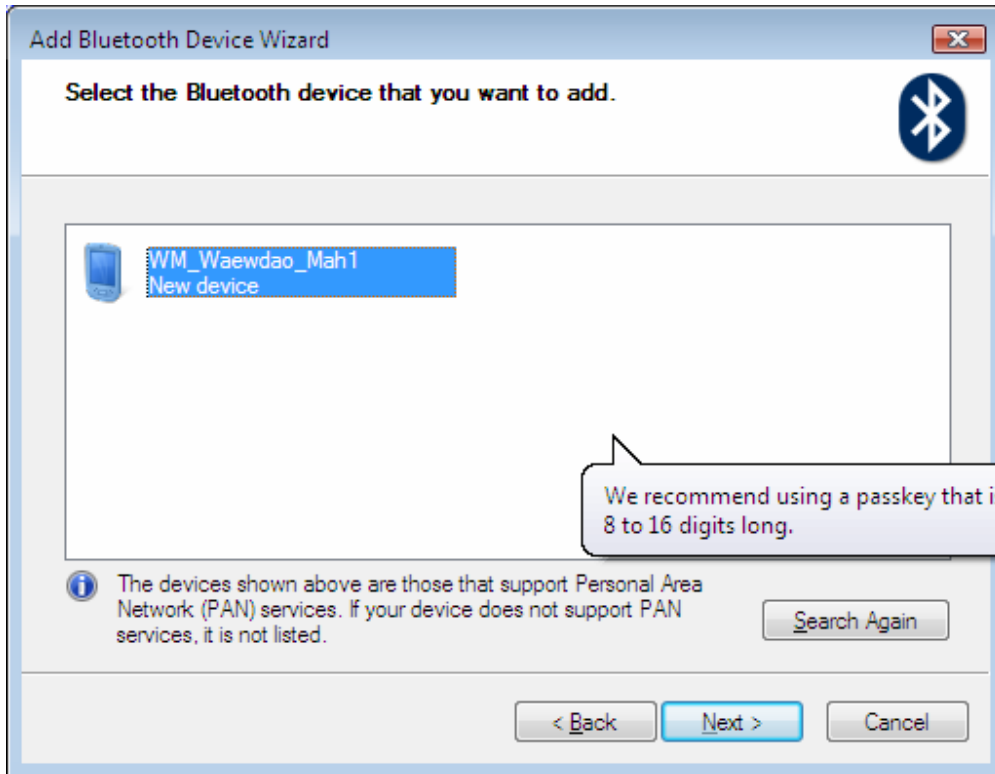 Add Bluetooth Device Wizard
Select the Bluetooth device that you want to add.
WM_Waewdao_Mah1
New device
We recommend using a passkey that i
8 to 16 digits long.
The devices shown above are those that support Personal Area
Network (PAN) services. If your device does not support PAN
services, it is not listed.
Search Again
< Back
Next >
Cancel